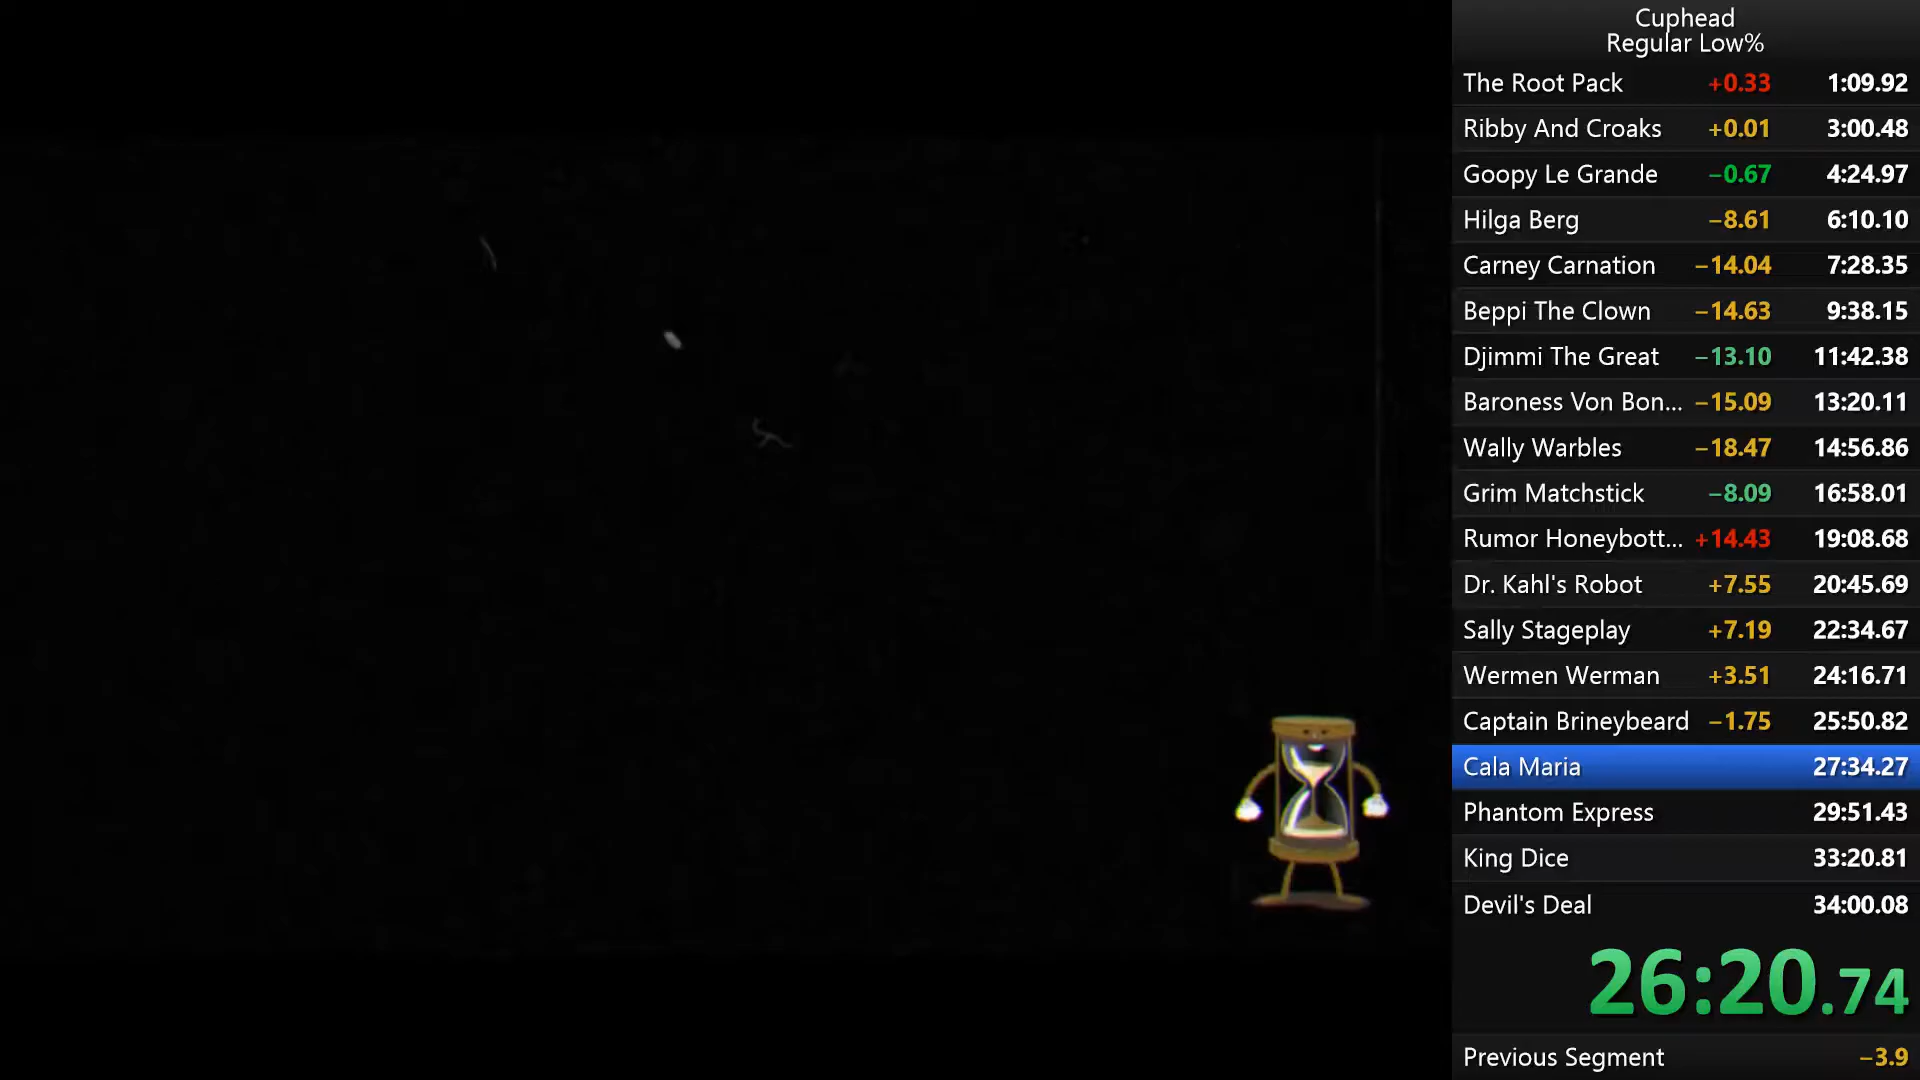 Cuphead
Regular Low%
The Root Pack +0.33 1:09.92
Ribby And Croaks +0.01 3:00.48
Goopy Le Grande −0.67 4:24.97
Hilga Berg −8.61 6:10.10
Carney Carnation −14.04 7:28.35
Beppi The Clown −14.63 9:38.15
Djimmi The Great −13.10 11:42.38
Baroness Von Bon... −15.09 13:20.11
Wally Warbles −18.47 14:56.86
Grim Matchstick −8.09 16:58.01
Rumor Honeybott... +14.43 19:08.68
Dr. Kahl's Robot +7.55 20:45.69
Sally Stageplay +7.19 22:34.67
Wermen Werman +3.51 24:16.71
Captain Brineybeard −1.75 25:50.82
Cala Maria 27:34.27
Phantom Express 29:51.43
King Dice 33:20.81
Devil's Deal 34:00.08
26:20.74
Previous Segment −3.9